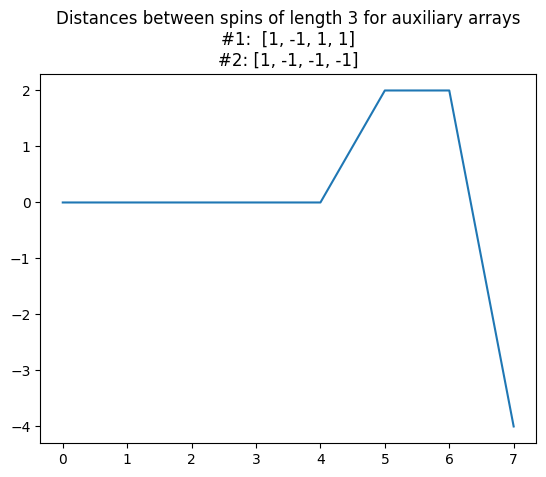 Distances between spins of length 3 for auxiliary arrays
#1:  [1, -1, 1, 1]
#2: [1, -1, -1, -1]
2
1
0
−1
−2
−3
−4
0 1 2 3 4 5 6 7